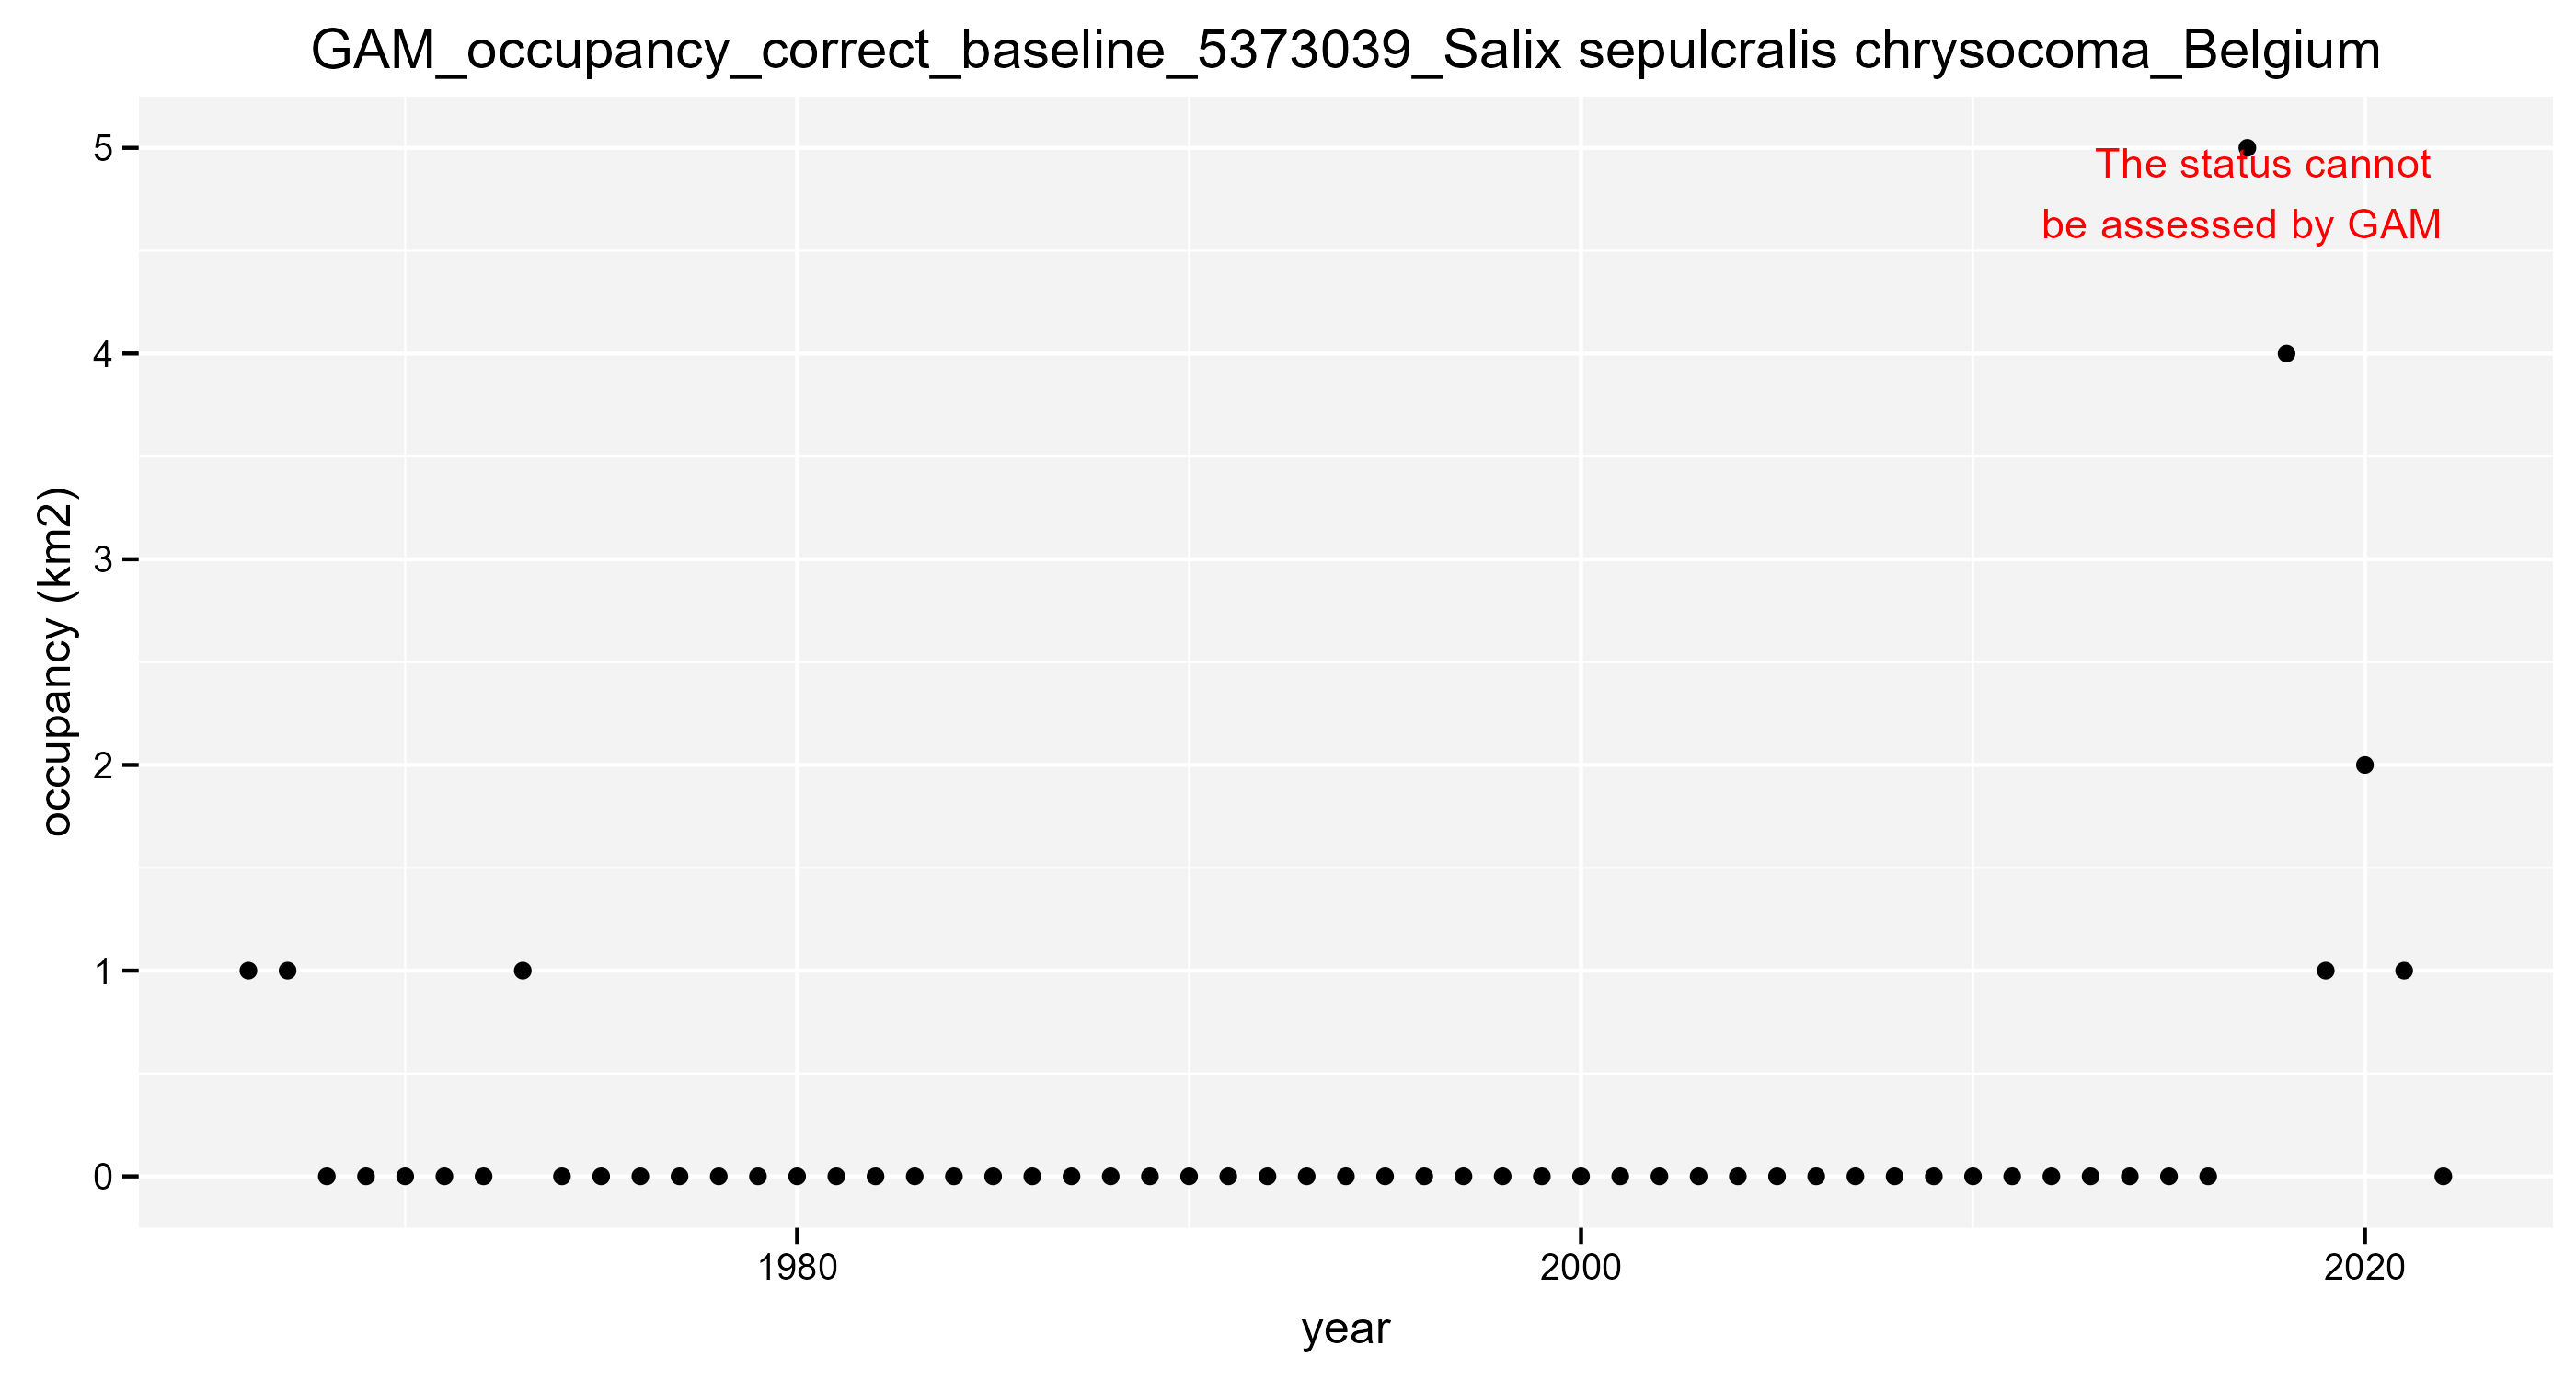 GAM_occupancy_correct_baseline_5373039_Salix sepulcralis chrysocoma_Belgium
5
The status cannot
be assessed by GAM
4
3
occupancy (km2)
2
1
0
1980 2000 2020
year